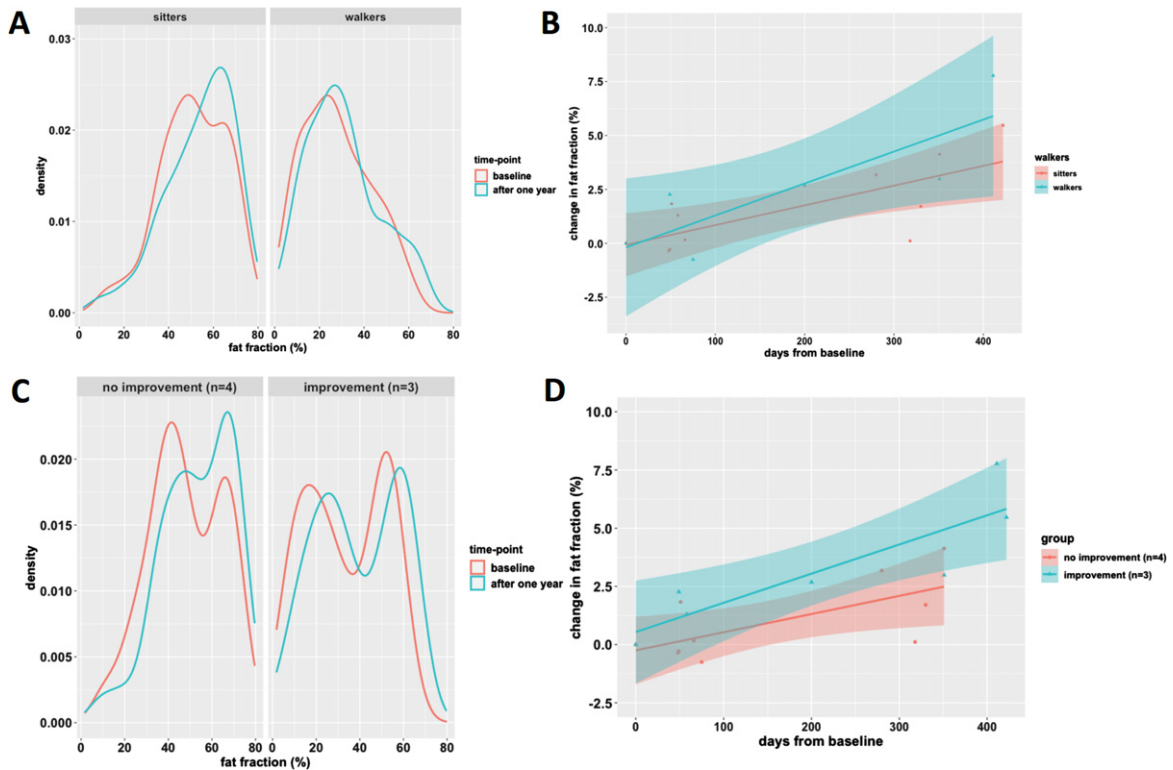 A
sitters
walkers
0.03
0.02
0.01
0.00
density
0 20 40 60 80 0 20 40 60 80
fat fraction (%)
time-point
baseline
after one year
B
10.0
7.5
5.0
2.5
0.0
-2.5
change in fat fraction (%)
0 100 200 300 400
days from baseline
walkers
sitters
walkers
C
no improvement (n=4)
improvement (n=3)
0.020
0.015
0.010
0.005
0.000
density
0 20 40 60 80 0 20 40 60 80
fat fraction (%)
time-point
baseline
after one year
D
10.0
7.5
5.0
2.5
0.0
-2.5
change in fat fraction (%)
0 100 200 300 400
days from baseline
group
no improvement (n=4)
improvement (n=3)